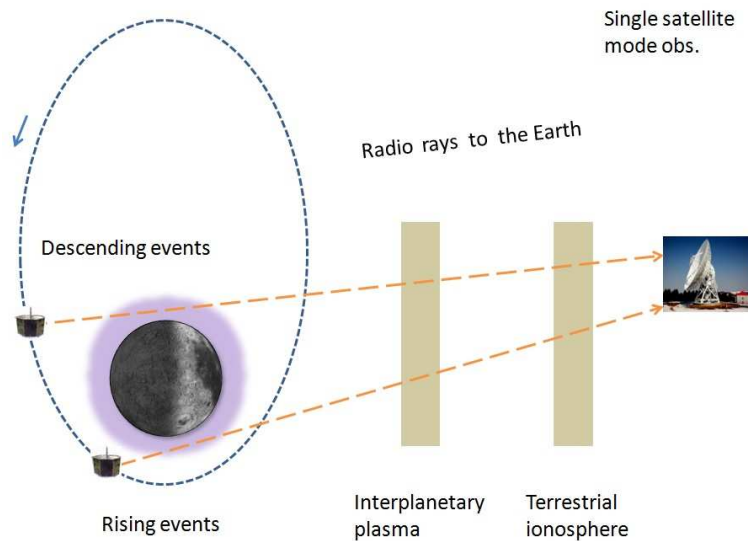 Single satellite
mode obs.
Radio rays to the Earth
Descending events
Rising events
Interplanetary
plasma
Terrestrial
ionosphere